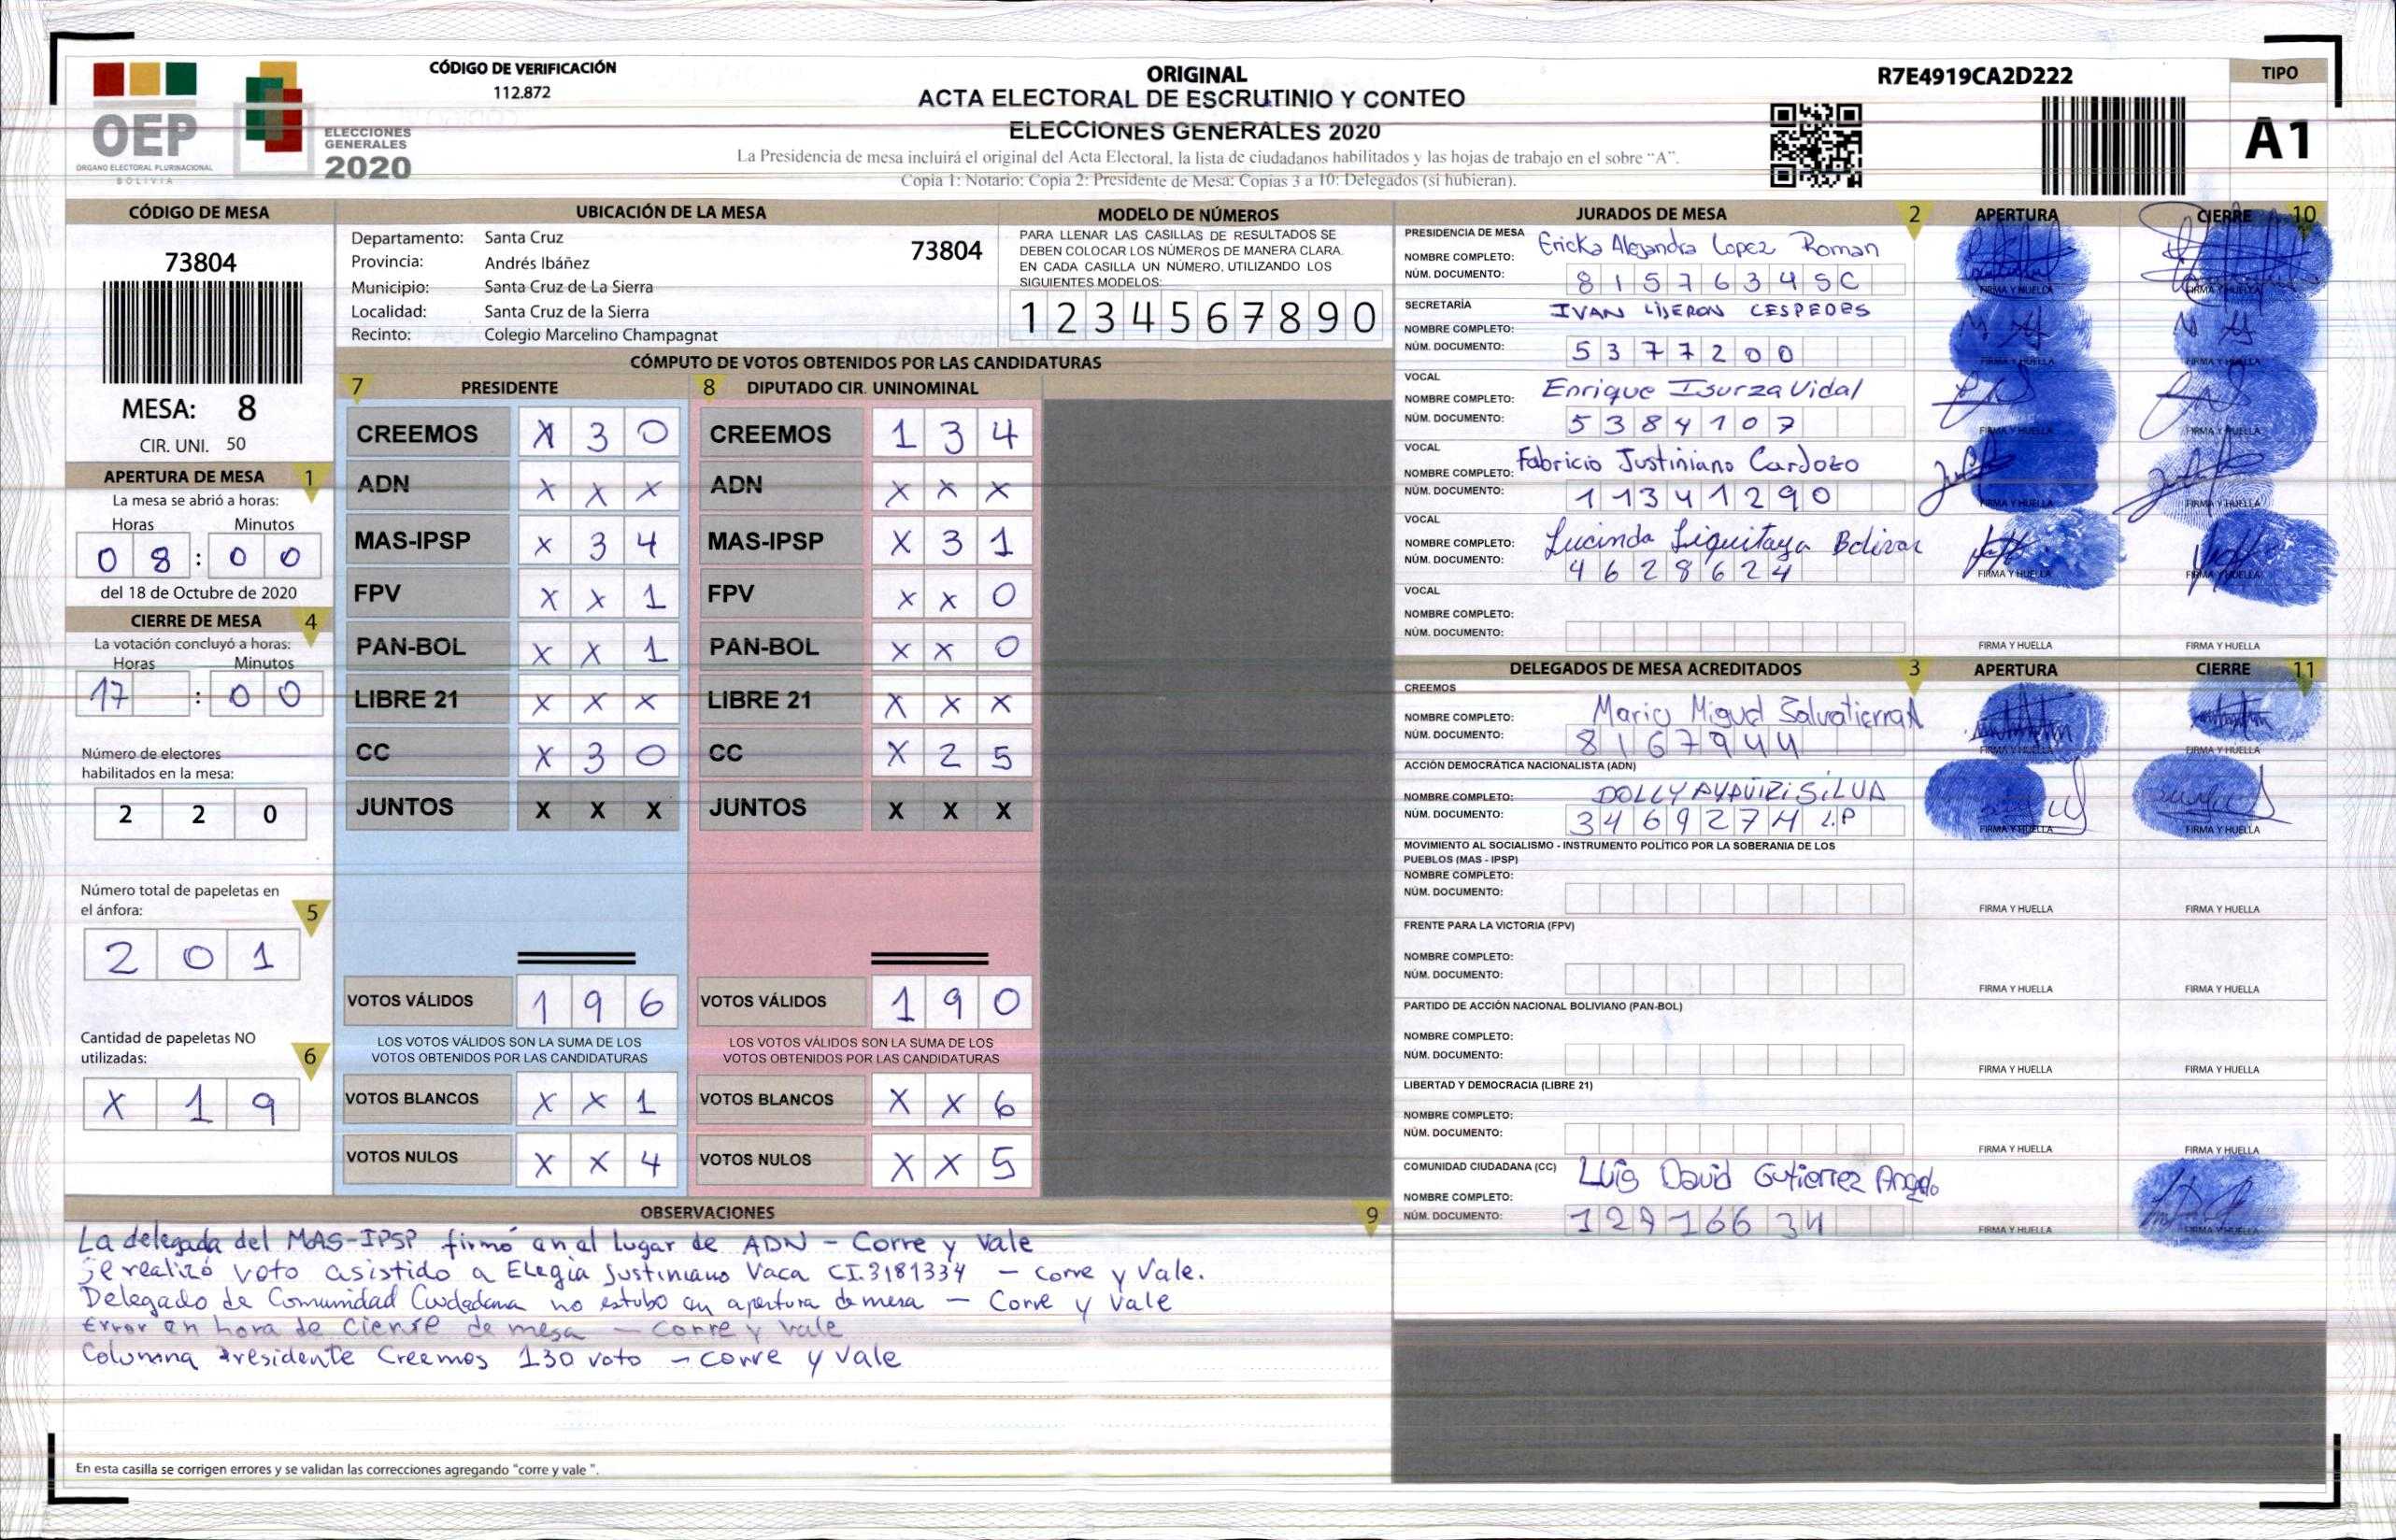 CÓDIGO DE VERIFICACIÓN
112.872
OEP
ORGANO ELECTORAL PLURINACIONAL
BOLIVIA
ELECCIONES
GENERALES
2020
ORIGINAL
ACTA ELECTORAL DE ESCRUTINIO Y CONTEO
ELECCIONES GENERALES 2020
La Presidencia de mesa incluirá el original del Acta Electoral, la lista de ciudadanos habilitados y las hojas de trabajo en el sobre “A”.
Copia 1: Notario: Copia 2: Presidente de Mesa: Copias 3 a 10: Delegados (si hubieran).
R7E4919CA2D222
TIPO
A1
CÓDIGO DE MESA
73804
MESA: 8
CIR. UNI. 50
APERTURA DE MESA 1
La mesa se abrió a horas:
Horas Minutos
0 8 : 0 0
del 18 de Octubre de 2020
CIERRE DE MESA 4
La votación concluyó a horas:
Horas Minutos
17 : 0 0
Número de electores
habilitados en la mesa:
2 2 0
Número total de papeletas en
el ánfora: 5
2 0 1
Cantidad de papeletas NO
utilizadas: 6
X 1 9
UBICACIÓN DE LA MESA
Departamento: Santa Cruz
73804
Provincia: Andrés Ibáñez
Municipio: Santa Cruz de La Sierra
Localidad: Santa Cruz de la Sierra
Recinto: Colegio Marcelino Champagnat
MODELO DE NÚMEROS
PARA LLENAR LAS CASILLAS DE RESULTADOS SE
DEBEN COLOCAR LOS NÚMEROS DE MANERA CLARA.
EN CADA CASILLA UN NÚMERO, UTILIZANDO LOS
SIGUIENTES MODELOS:
1 2 3 4 5 6 7 8 9 0
CÓMPUTO DE VOTOS OBTENIDOS POR LAS CANDIDATURAS
7 PRESIDENTE
CREEMOS X 3 0
ADN X X X
MAS-IPSP X 3 4
FPV X X 1
PAN-BOL X X 1
LIBRE 21 X X X
CC X 3 0
JUNTOS X X X
VOTOS VÁLIDOS 1 9 6
LOS VOTOS VÁLIDOS SON LA SUMA DE LOS
VOTOS OBTENIDOS POR LAS CANDIDATURAS
VOTOS BLANCOS X X 1
VOTOS NULOS X X 4
8 DIPUTADO CIR. UNINOMINAL
CREEMOS 1 3 4
ADN X X X
MAS-IPSP X 3 1
FPV X X 0
PAN-BOL X X 0
LIBRE 21 X X X
CC X 2 5
JUNTOS X X X
VOTOS VÁLIDOS 1 9 0
LOS VOTOS VÁLIDOS SON LA SUMA DE LOS
VOTOS OBTENIDOS POR LAS CANDIDATURAS
VOTOS BLANCOS X X 6
VOTOS NULOS X X 5
OBSERVACIONES 9
La delegada del MAS-IPSP firmó en el lugar de ADN - Corre y Vale
Se realizó voto asistido a Elegia Justiniano Vaca CI.3181334 - corre y Vale.
Delegado de Comunidad Ciudadana no estubo en apertura de mesa - Corre y Vale
Error en hora de cierre de mesa - corre y vale
Columna Presidente Creemos 130 voto - corre y Vale
En esta casilla se corrigen errores y se validan las correcciones agregando "corre y vale ".
JURADOS DE MESA 2 APERTURA CIERRE 10
PRESIDENCIA DE MESA
NOMBRE COMPLETO: Ericka Alejandra Lopez Roman
NÚM. DOCUMENTO: 8157634SC
FIRMA Y HUELLA FIRMA Y HUELLA
SECRETARÍA
NOMBRE COMPLETO: IVAN LIJERON CESPEDES
NÚM. DOCUMENTO: 5377200
FIRMA Y HUELLA FIRMA Y HUELLA
VOCAL
NOMBRE COMPLETO: Enrique Isurza Vidal
NÚM. DOCUMENTO: 5384107
FIRMA Y HUELLA FIRMA Y HUELLA
VOCAL
NOMBRE COMPLETO: Fabricio Justiniano Cardozo
NÚM. DOCUMENTO: 11341290
FIRMA Y HUELLA FIRMA Y HUELLA
VOCAL
NOMBRE COMPLETO: Lucinda Liquitaya Bolivar
NÚM. DOCUMENTO: 4628624
FIRMA Y HUELLA FIRMA Y HUELLA
VOCAL
NOMBRE COMPLETO:
NÚM. DOCUMENTO:
FIRMA Y HUELLA FIRMA Y HUELLA
DELEGADOS DE MESA ACREDITADOS 3 APERTURA CIERRE 11
CREEMOS
NOMBRE COMPLETO: Mario Miguel Salvatierra
NÚM. DOCUMENTO: 8167944
FIRMA Y HUELLA FIRMA Y HUELLA
ACCIÓN DEMOCRÁTICA NACIONALISTA (ADN)
NOMBRE COMPLETO: DOLLY AYAVIRI SILVA
NÚM. DOCUMENTO: 3469274 L.P
FIRMA Y HUELLA FIRMA Y HUELLA
MOVIMIENTO AL SOCIALISMO - INSTRUMENTO POLÍTICO POR LA SOBERANIA DE LOS
PUEBLOS (MAS - IPSP)
NOMBRE COMPLETO:
NÚM. DOCUMENTO:
FIRMA Y HUELLA FIRMA Y HUELLA
FRENTE PARA LA VICTORIA (FPV)
NOMBRE COMPLETO:
NÚM. DOCUMENTO:
FIRMA Y HUELLA FIRMA Y HUELLA
PARTIDO DE ACCIÓN NACIONAL BOLIVIANO (PAN-BOL)
NOMBRE COMPLETO:
NÚM. DOCUMENTO:
FIRMA Y HUELLA FIRMA Y HUELLA
LIBERTAD Y DEMOCRACIA (LIBRE 21)
NOMBRE COMPLETO:
NÚM. DOCUMENTO:
FIRMA Y HUELLA FIRMA Y HUELLA
COMUNIDAD CIUDADANA (CC)
NOMBRE COMPLETO: Luis David Gutierrez Angelo
NÚM. DOCUMENTO:
FIRMA Y HUELLA FIRMA Y HUELLA